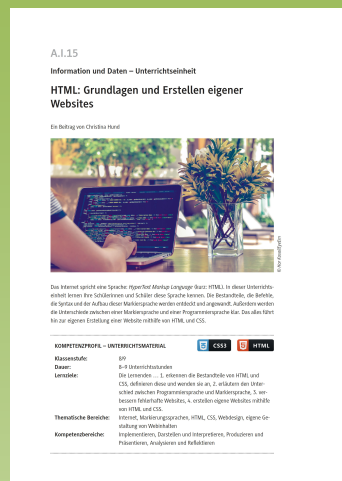 A.I.15
Information und Daten – Unterrichtseinheit
HTML: Grundlagen und Erstellen eigener
Websites
Ein Beitrag von Christina Hund
Das Internet spricht eine Sprache: HyperText Markup Language (kurz: HTML). In dieser Unterrichts-
einheit lernen Ihre Schülerinnen und Schüler diese Sprache kennen. Die Bestandteile, die Befehle,
die Syntax und der Aufbau dieser Markiersprache werden entdeckt und angewandt. Außerdem werden
die Unterschiede zwischen einer Markiersprache und einer Programmiersprache klar. Das alles führt
hin zur eigenen Erstellung einer Website mithilfe von HTML und CSS.
KOMPETENZPROFIL – UNTERRICHTSMATERIAL
CSS3
HTML
Klassenstufe: 8/9
Dauer: 8–9 Unterrichtsstunden
Lernziele: Die Lernenden … 1. erkennen die Bestandteile von HTML und
CSS, definieren diese und wenden sie an, 2. erläutern den Unter-
schied zwischen Programmiersprache und Markiersprache, 3. ver-
bessern fehlerhafte Websites, 4. erstellen eigene Websites mithilfe
von HTML und CSS.
Thematische Bereiche: Internet, Markierungssprachen, HTML, CSS, Webdesign, eigene Ge-
staltung von Webinhalten
Kompetenzbereiche: Implementieren, Darstellen und Interpretieren, Produzieren und
Präsentieren, Analysieren und Reflektieren